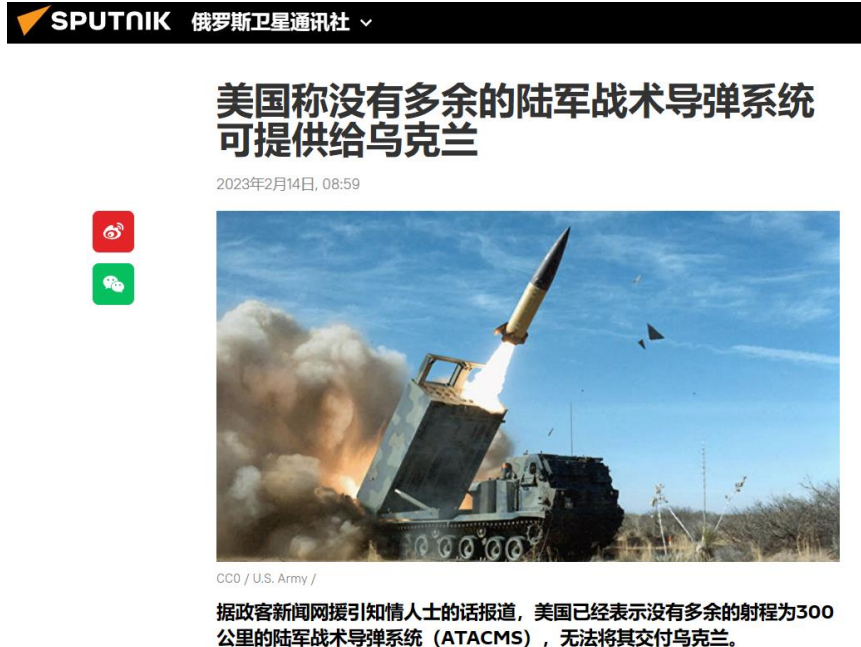 SPUTNIK 俄罗斯卫星通讯社
美国称没有多余的陆军战术导弹系统
可提供给乌克兰
2023年2月14日, 08:59
CC0 / U.S. Army /
据政客新闻网援引知情人士的话报道，美国已经表示没有多余的射程为300
公里的陆军战术导弹系统（ATACMS），无法将其交付乌克兰。